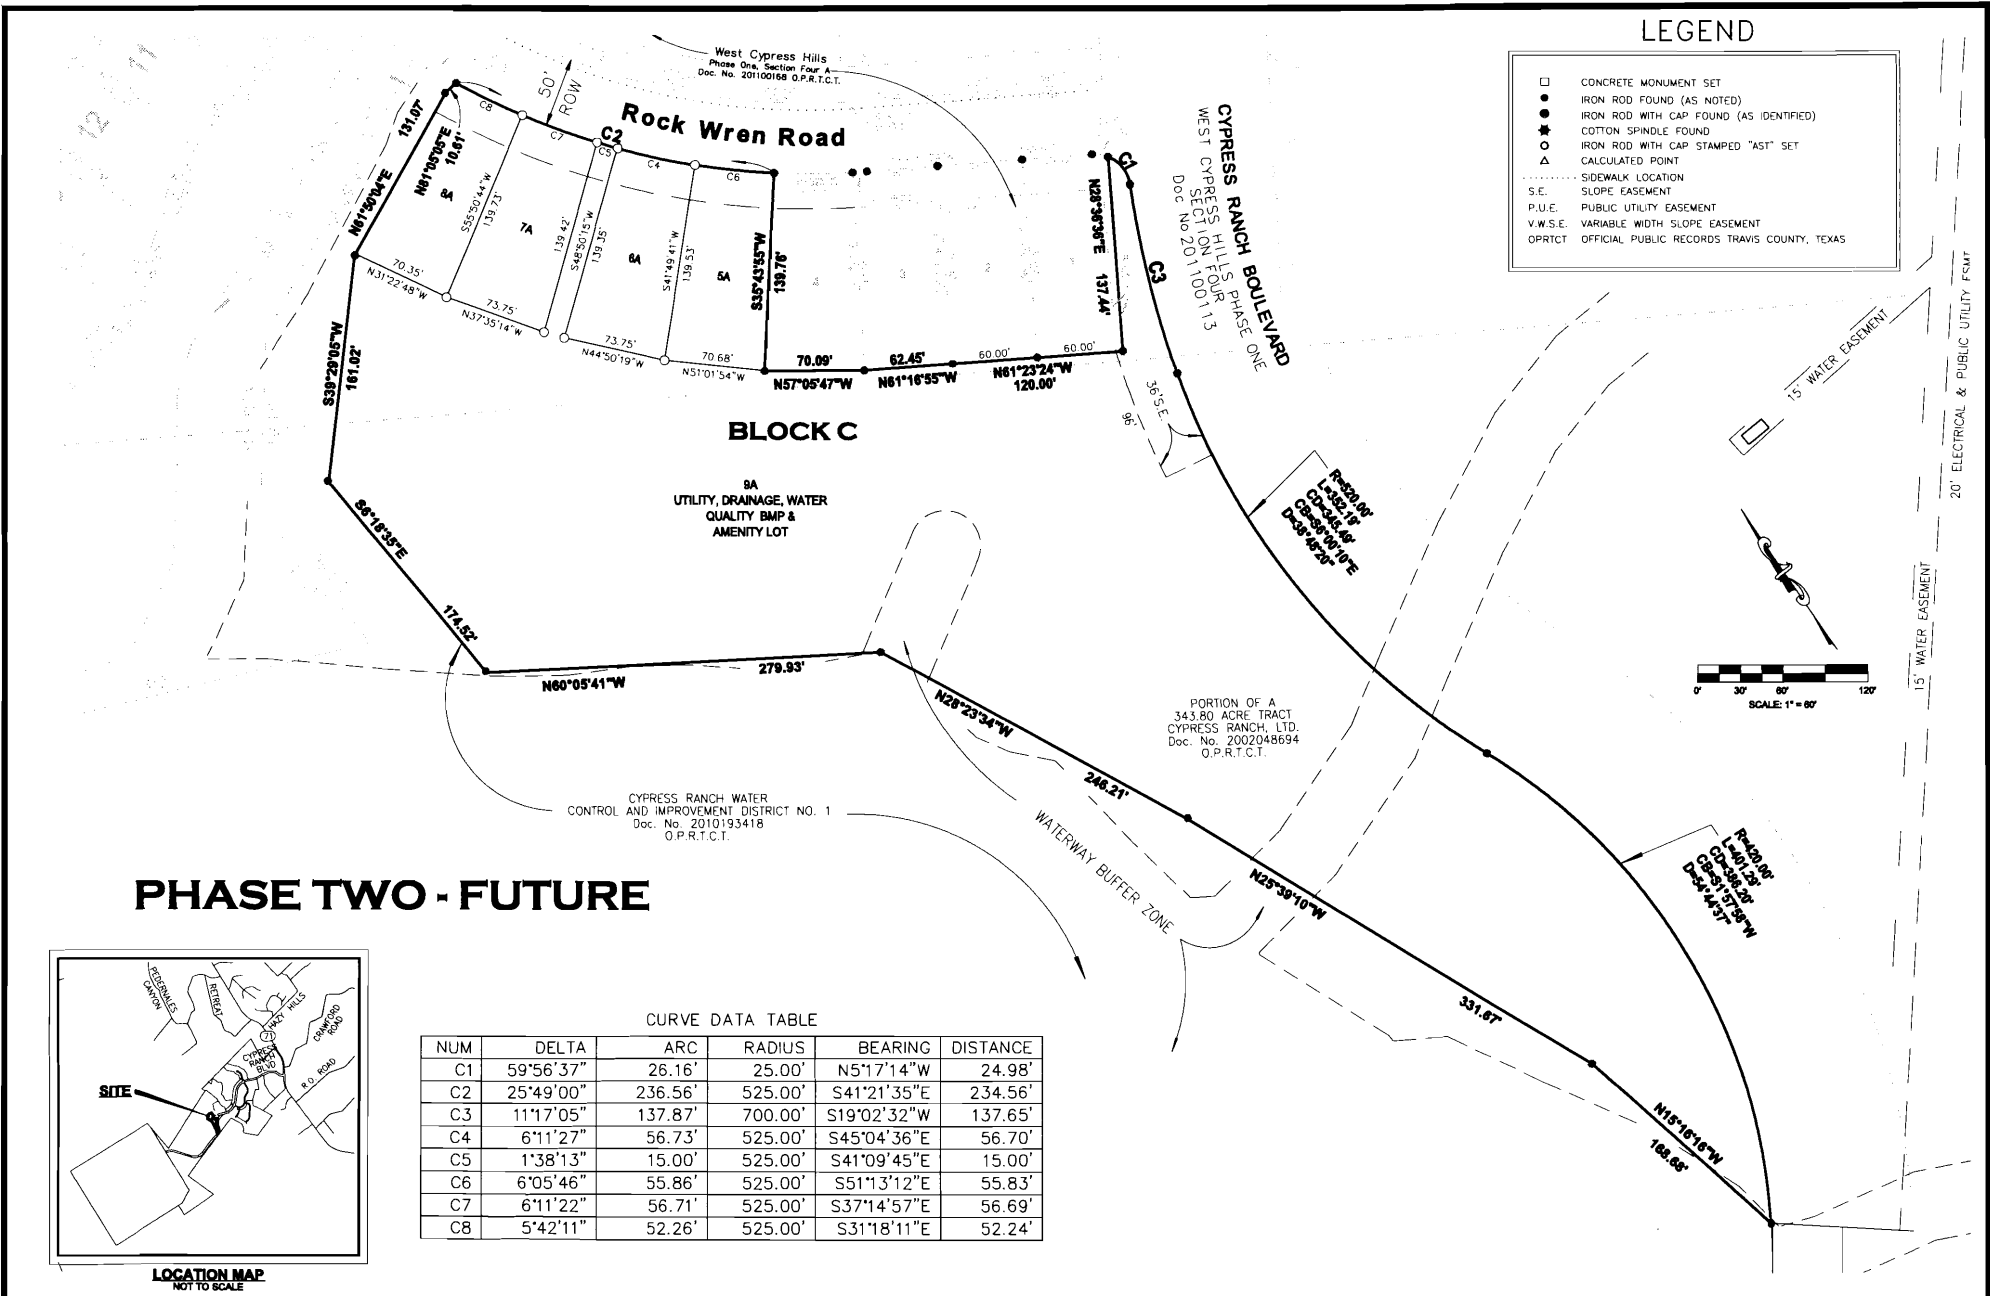 LEGEND
CONCRETE MONUMENT SET
IRON ROD FOUND (AS NOTED)
IRON ROD WITH CAP FOUND (AS IDENTIFIED)
COTTON SPINDLE FOUND
IRON ROD WITH CAP STAMPED "AST" SET
CALCULATED POINT
SIDEWALK LOCATION
S.E. SLOPE EASEMENT
P.U.E. PUBLIC UTILITY EASEMENT
V.W.S.E. VARIABLE WIDTH SLOPE EASEMENT
OPRTCT OFFICIAL PUBLIC RECORDS TRAVIS COUNTY, TEXAS
West Cypress Hills
Phase One, Section Four A
Doc. No. 201100168 O.P.R.T.C.T.
50'
ROW
Rock Wren Road
C8
C7
C2
C5
C4
C6
C1
C3
131.07'
N61°50'04"E
N81°05'05"E
10.61'
8A
S55°50'44"W
139.73'
7A
139.42'
S48°50'15"W
139.35'
6A
S41°49'41"W
139.53'
5A
S35°43'55"W
139.76'
N28°36'36"E
137.44'
CYPRESS RANCH BOULEVARD
WEST CYPRESS HILLS PHASE ONE
SECTION FOUR
Doc No 201100113
70.35'
N31°22'48"W
73.75'
N37°35'14"W
73.75'
N44°50'19"W
70.68'
N51°01'54"W
70.09'
N57°05'47"W
62.45'
N61°16'55"W
60.00'
60.00'
N61°23'24"W
120.00'
36'S.E.
96'
S39°29'05"W
161.02'
BLOCK C
9A
UTILITY, DRAINAGE, WATER
QUALITY BMP &
AMENITY LOT
S6°18'35"E
174.52'
N60°05'41"W
279.93'
N28°23'34"W
246.21'
N25°39'10"W
331.67'
N15°16'16"W
168.68'
R=520.00'
L=352.19'
CD=345.49'
CB=S6°00'10"E
D=38°48'20"
R=420.00'
L=401.29'
CD=386.20'
CB=S1°57'58"W
D=54°44'37"
15' WATER EASEMENT
20' ELECTRICAL & PUBLIC UTILITY ESMT
15' WATER EASEMENT
0' 30' 60' 120'
SCALE: 1" = 60'
PORTION OF A
343.80 ACRE TRACT
CYPRESS RANCH, LTD.
Doc. No. 2002048694
O.P.R.T.C.T.
CYPRESS RANCH WATER
CONTROL AND IMPROVEMENT DISTRICT NO. 1
Doc. No. 2010193418
O.P.R.T.C.T.
WATERWAY BUFFER ZONE
PHASE TWO - FUTURE
PEDERNALES
CANYON
RETREAT
HAZY HILLS
71
CRAWFORD
ROAD
CYPRESS
RANCH
BLVD
R.O. ROAD
SITE
LOCATION MAP
NOT TO SCALE
CURVE DATA TABLE
NUM DELTA ARC RADIUS BEARING DISTANCE
C1 59°56'37" 26.16' 25.00' N5°17'14"W 24.98'
C2 25°49'00" 236.56' 525.00' S41°21'35"E 234.56'
C3 11°17'05" 137.87' 700.00' S19°02'32"W 137.65'
C4 6°11'27" 56.73' 525.00' S45°04'36"E 56.70'
C5 1°38'13" 15.00' 525.00' S41°09'45"E 15.00'
C6 6°05'46" 55.86' 525.00' S51°13'12"E 55.83'
C7 6°11'22" 56.71' 525.00' S37°14'57"E 56.69'
C8 5°42'11" 52.26' 525.00' S31°18'11"E 52.24'